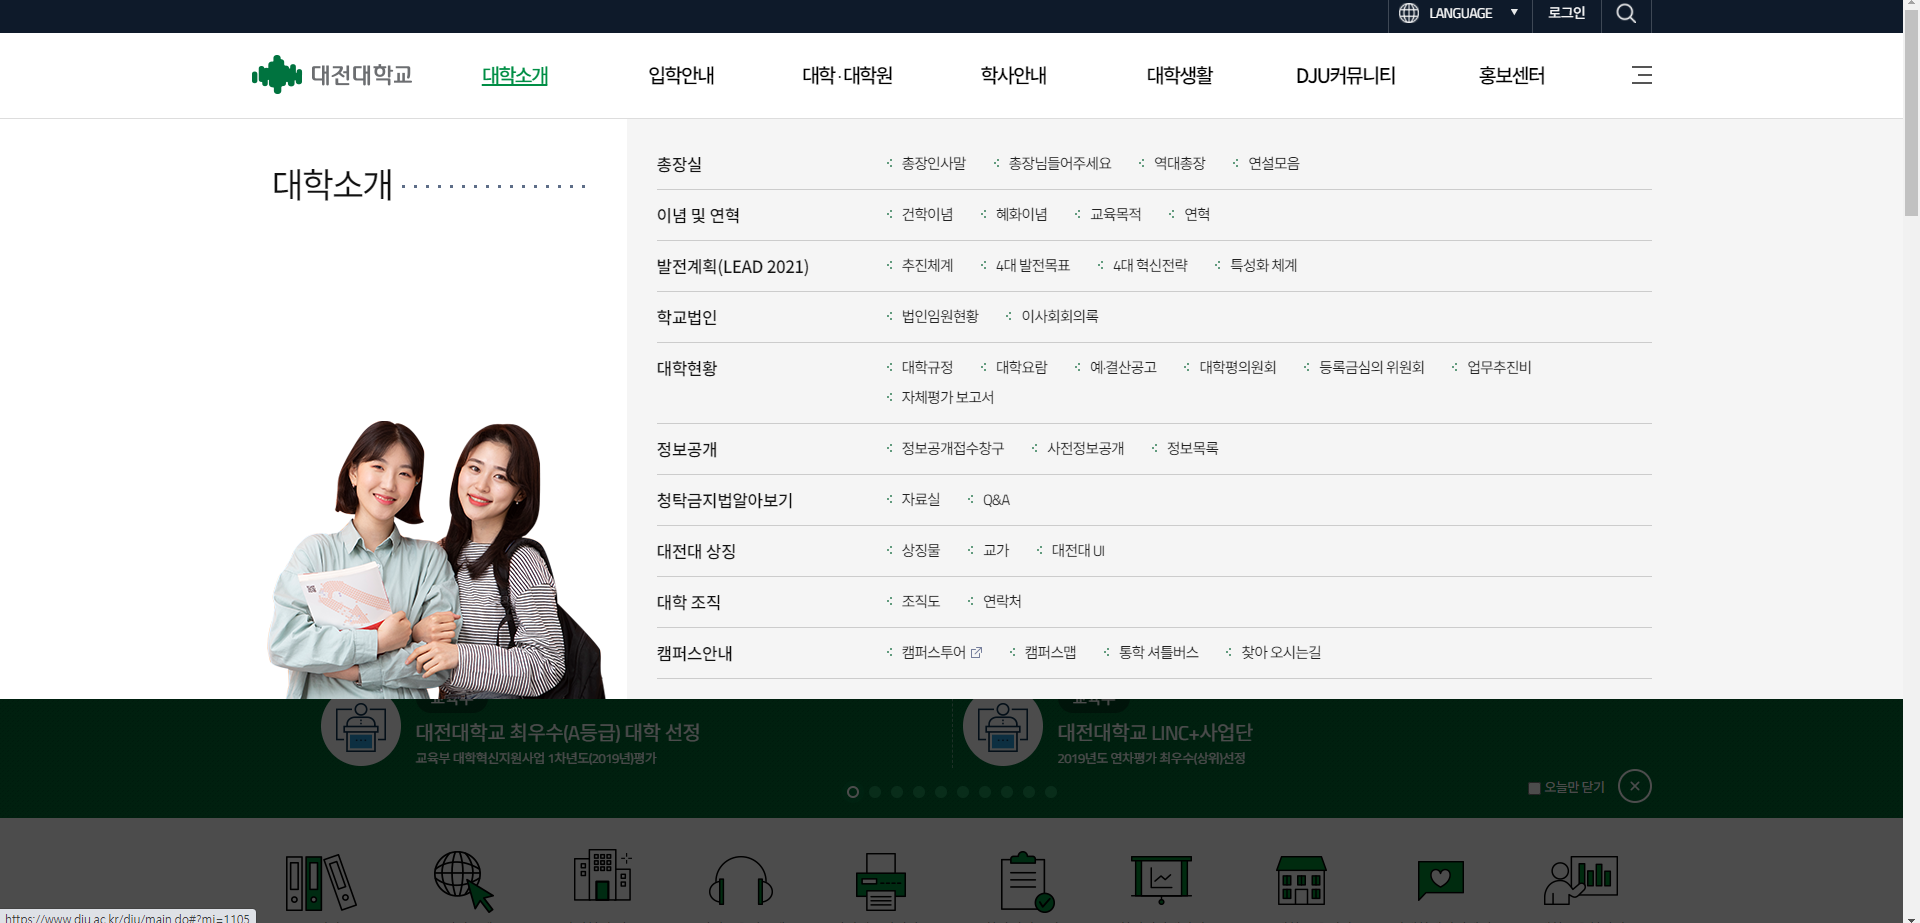 LANGUAGE ▼ 로그인
대전대학교 대학소개 입학안내 대학·대학원 학사안내 대학생활 DJU커뮤니티 홍보센터
대학소개
총장실 총장인사말 총장님들어주세요 역대총장 연설모음
이념 및 연혁 건학이념 혜화이념 교육목적 연혁
발전계획(LEAD 2021) 추진체계 4대 발전목표 4대 혁신전략 특성화 체계
학교법인 법인임원현황 이사회회의록
대학현황 대학규정 대학요람 예·결산공고 대학평의원회 등록금심의 위원회 업무추진비
자체평가 보고서
정보공개 정보공개접수창구 사전정보공개 정보목록
청탁금지법알아보기 자료실 Q&A
대전대 상징 상징물 교가 대전대 UI
대학 조직 조직도 연락처
캠퍼스안내 캠퍼스투어 캠퍼스맵 통학 셔틀버스 찾아 오시는길
교육부 교육부
대전대학교 최우수(A등급) 대학 선정 대전대학교 LINC+사업단
교육부 대학혁신지원사업 1차년도(2019년)평가 2019년도 연차평가 최우수(상위)선정
오늘만 닫기
https://www.dju.ac.kr/dju/main.do#?mi=1105